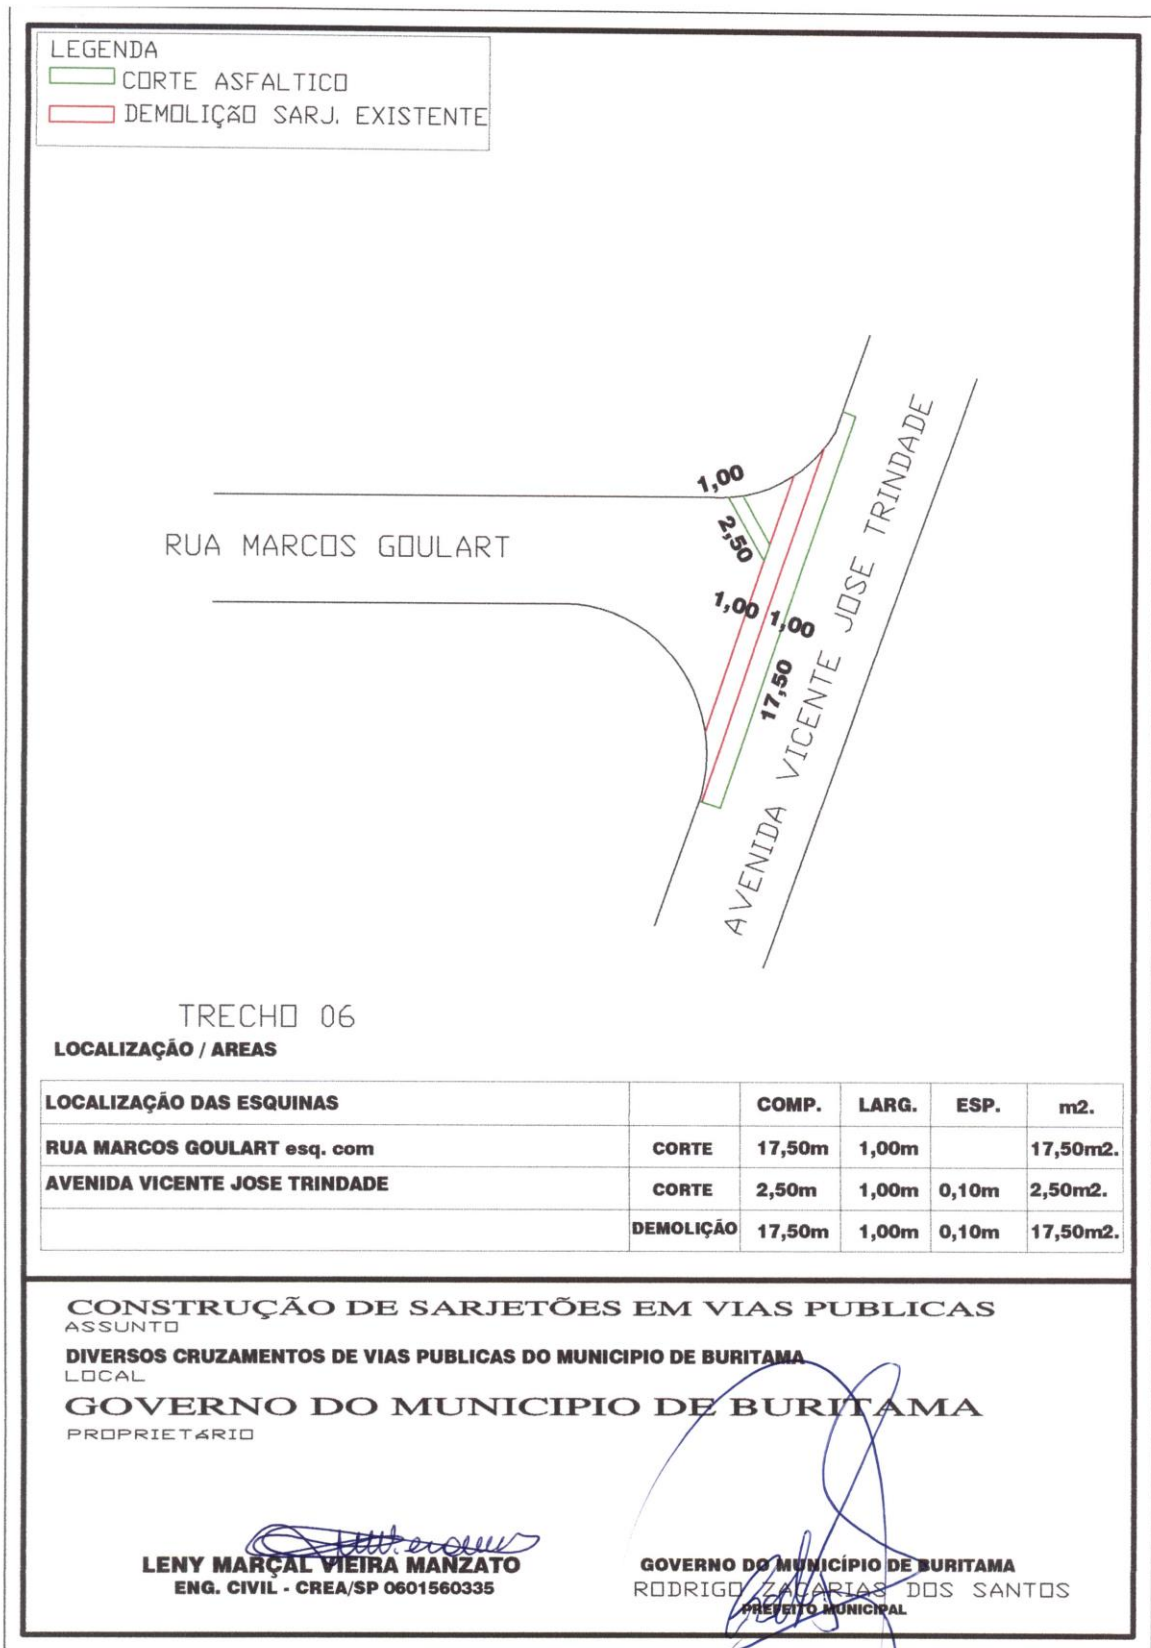 LEGENDA
CORTE ASFALTICO
DEMOLIÇÃO SARJ. EXISTENTE
1,00
2,50
RUA MARCOS GOULART
1,00
1,00
17,50
AVENIDA VICENTE JOSE TRINDADE
TRECHO 06
LOCALIZAÇÃO / AREAS
LOCALIZAÇÃO DAS ESQUINAS COMP. LARG. ESP. m2.
RUA MARCOS GOULART esq. com CORTE 17,50m 1,00m 17,50m2.
AVENIDA VICENTE JOSE TRINDADE CORTE 2,50m 1,00m 0,10m 2,50m2.
DEMOLIÇÃO 17,50m 1,00m 0,10m 17,50m2.
CONSTRUÇÃO DE SARJETÕES EM VIAS PUBLICAS
ASSUNTO
DIVERSOS CRUZAMENTOS DE VIAS PUBLICAS DO MUNICIPIO DE BURITAMA
LOCAL
GOVERNO DO MUNICIPIO DE BURITAMA
PROPRIETÁRIO
LENY MARÇAL VIEIRA MANZATO
ENG. CIVIL - CREA/SP 0601560335
GOVERNO DO MUNICÍPIO DE BURITAMA
RODRIGO ZACARIAS DOS SANTOS
PREFEITO MUNICIPAL